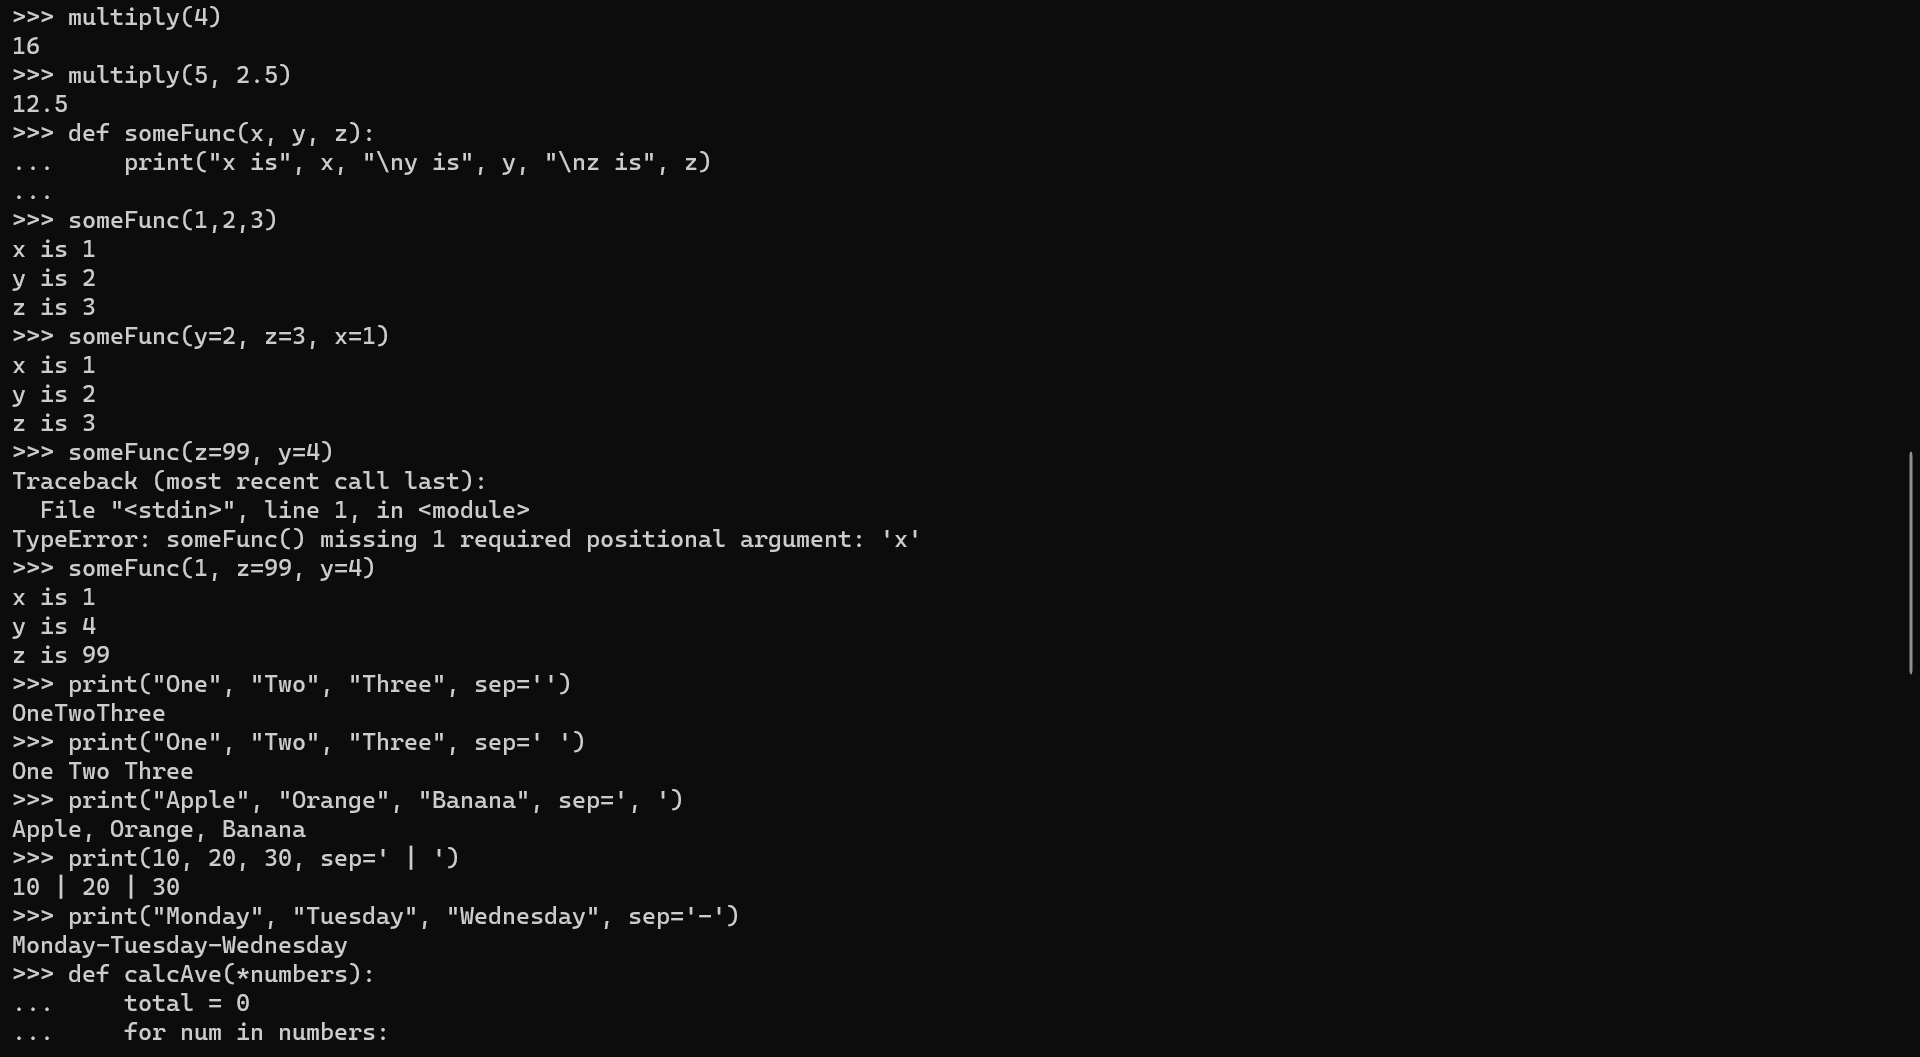 >>> multiply(4)
16
>>> multiply(5, 2.5)
12.5
>>> def someFunc(x, y, z):
...     print("x is", x, "\ny is", y, "\nz is", z)
...
>>> someFunc(1,2,3)
x is 1
y is 2
z is 3
>>> someFunc(y=2, z=3, x=1)
x is 1
y is 2
z is 3
>>> someFunc(z=99, y=4)
Traceback (most recent call last):
  File "<stdin>", line 1, in <module>
TypeError: someFunc() missing 1 required positional argument: 'x'
>>> someFunc(1, z=99, y=4)
x is 1
y is 4
z is 99
>>> print("One", "Two", "Three", sep='')
OneTwoThree
>>> print("One", "Two", "Three", sep=' ')
One Two Three
>>> print("Apple", "Orange", "Banana", sep=', ')
Apple, Orange, Banana
>>> print(10, 20, 30, sep=' | ')
10 | 20 | 30
>>> print("Monday", "Tuesday", "Wednesday", sep='-')
Monday-Tuesday-Wednesday
>>> def calcAve(*numbers):
...     total = 0
...     for num in numbers: